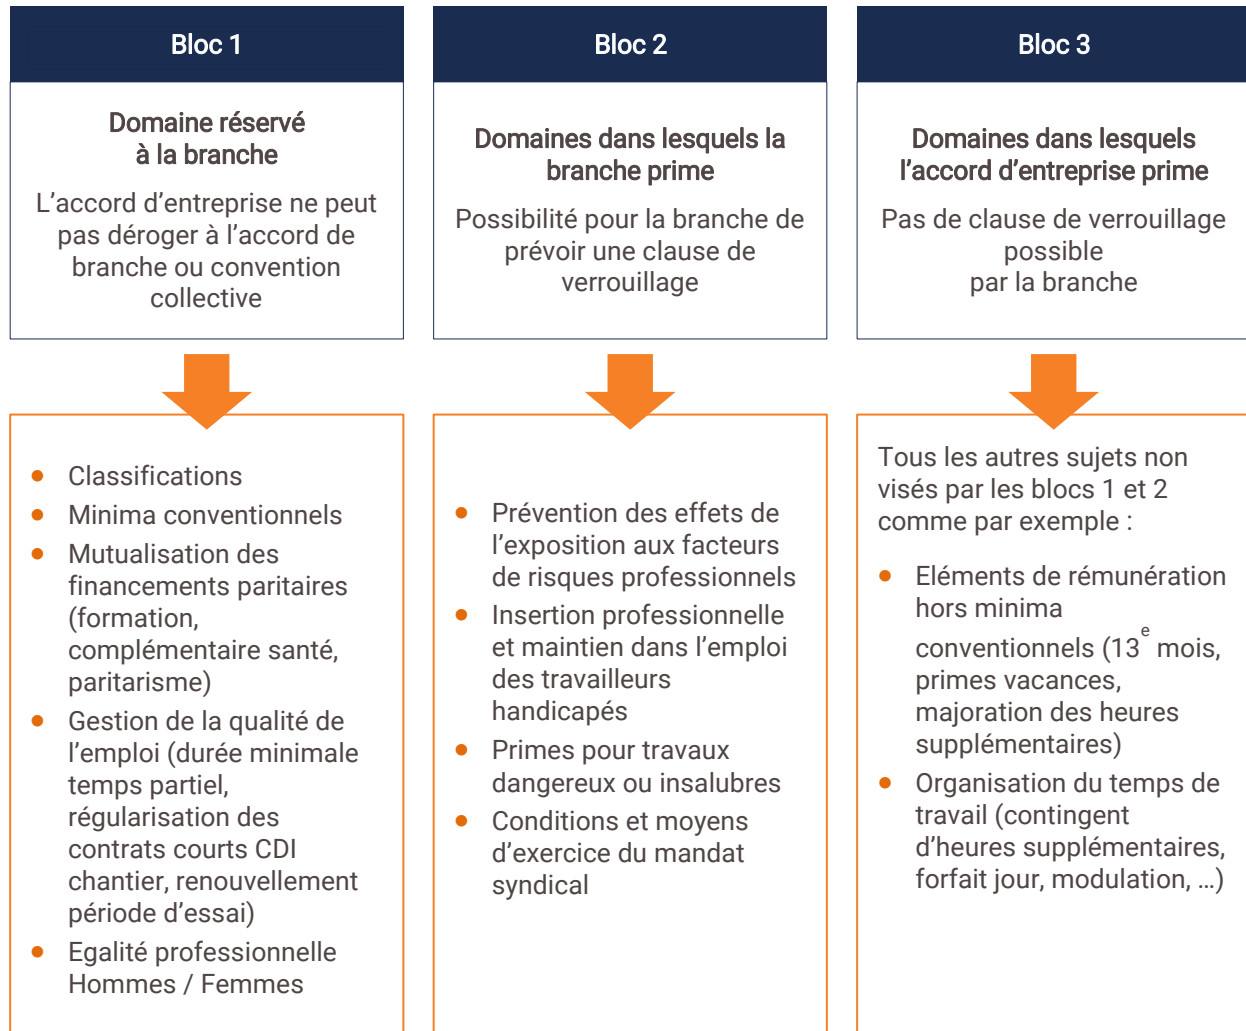 Bloc 1
Domaine réservé
à la branche
L’accord d’entreprise ne peut
pas déroger à l’accord de
branche ou convention
collective
• Classifications
• Minima conventionnels
• Mutualisation des
financements paritaires
(formation,
complémentaire santé,
paritarisme)
• Gestion de la qualité de
l’emploi (durée minimale
temps partiel,
régularisation des
contrats courts CDI
chantier, renouvellement
période d’essai)
• Egalité professionnelle
Hommes / Femmes
Bloc 2
Domaines dans lesquels la
branche prime
Possibilité pour la branche de
prévoir une clause de
verrouillage
• Prévention des effets de
l’exposition aux facteurs
de risques professionnels
• Insertion professionnelle
et maintien dans l’emploi
des travailleurs
handicapés
• Primes pour travaux
dangereux ou insalubres
• Conditions et moyens
d’exercice du mandat
syndical
Bloc 3
Domaines dans lesquels
l’accord d’entreprise prime
Pas de clause de verrouillage
possible
par la branche
Tous les autres sujets non
visés par les blocs 1 et 2
comme par exemple :
• Eléments de rémunération
hors minima
conventionnels (13e mois,
primes vacances,
majoration des heures
supplémentaires)
• Organisation du temps de
travail (contingent
d’heures supplémentaires,
forfait jour, modulation, …)